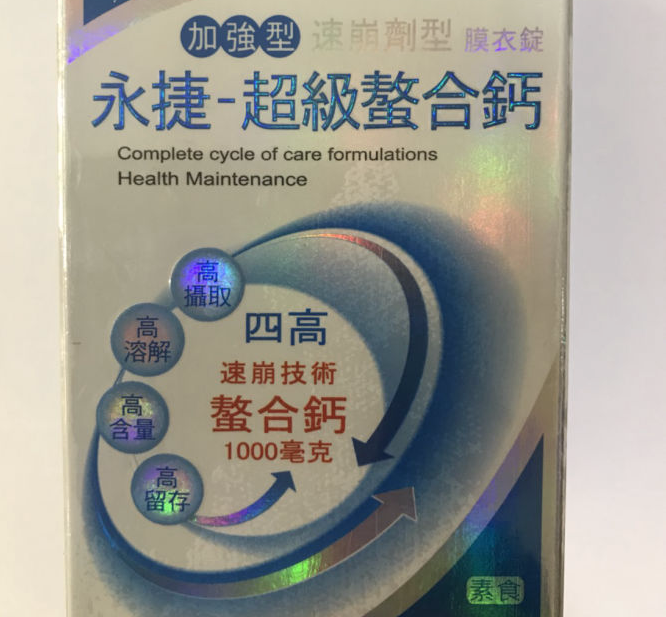 加強型 速崩劑型 膜衣錠
永捷-超級螯合鈣
Complete cycle of care formulations
Health Maintenance
高
攝取
高
溶解
高
含量
高
留存
四高
速崩技術
螯合鈣
1000毫克
素食